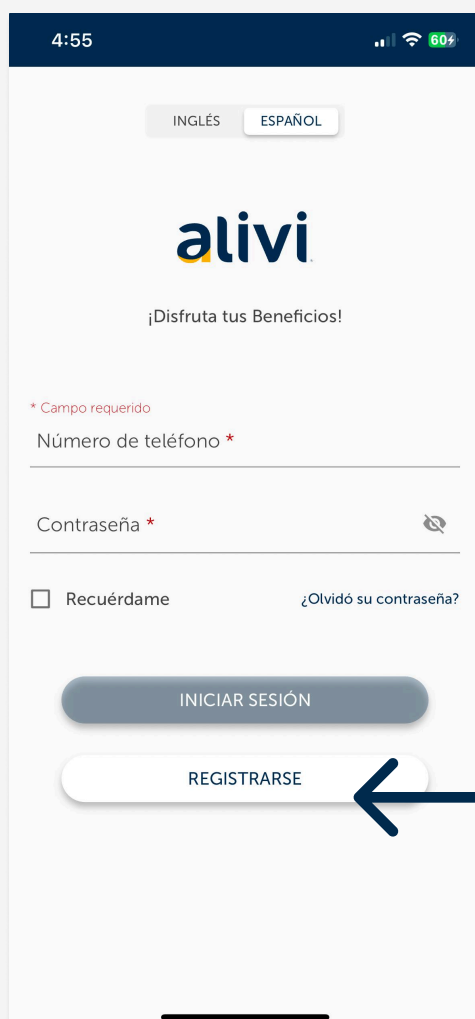 4:55
60
INGLÉS ESPAÑOL
alivi
¡Disfruta tus Beneficios!
* Campo requerido
Número de teléfono *
Contraseña *
Recuérdame ¿Olvidó su contraseña?
INICIAR SESIÓN
REGISTRARSE